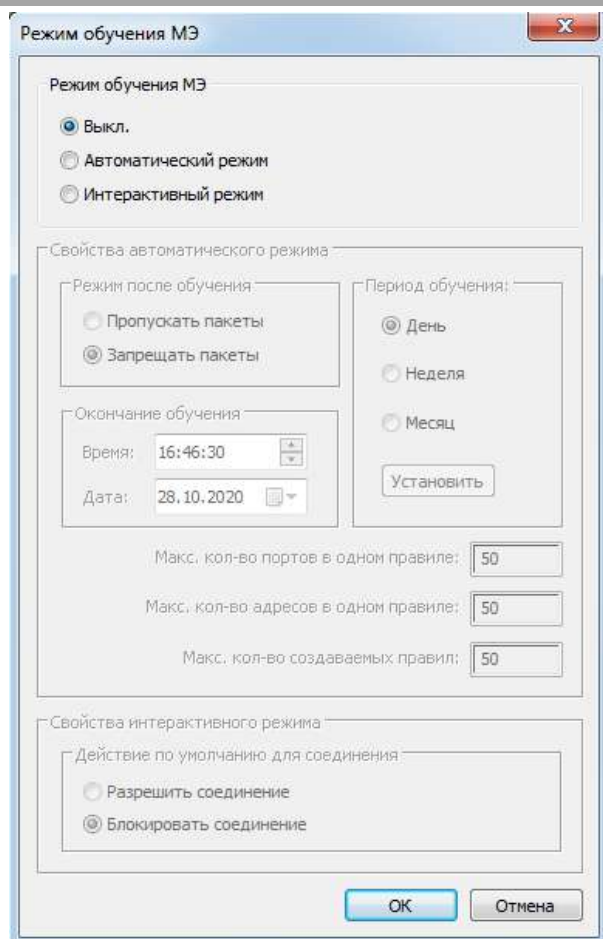 Режим обучения МЭ
Режим обучения МЭ
Выкл.
Автоматический режим
Интерактивный режим
Свойства автоматического режима
Режим после обучения
Пропускать пакеты
Запрещать пакеты
Период обучения:
День
Неделя
Месяц
Установить
Окончание обучения
Время: 16:46:30
Дата: 28.10.2020
Макс. кол-во портов в одном правиле: 50
Макс. кол-во адресов в одном правиле: 50
Макс. кол-во создаваемых правил: 50
Свойства интерактивного режима
Действие по умолчанию для соединения
Разрешить соединение
Блокировать соединение
ОК Отмена